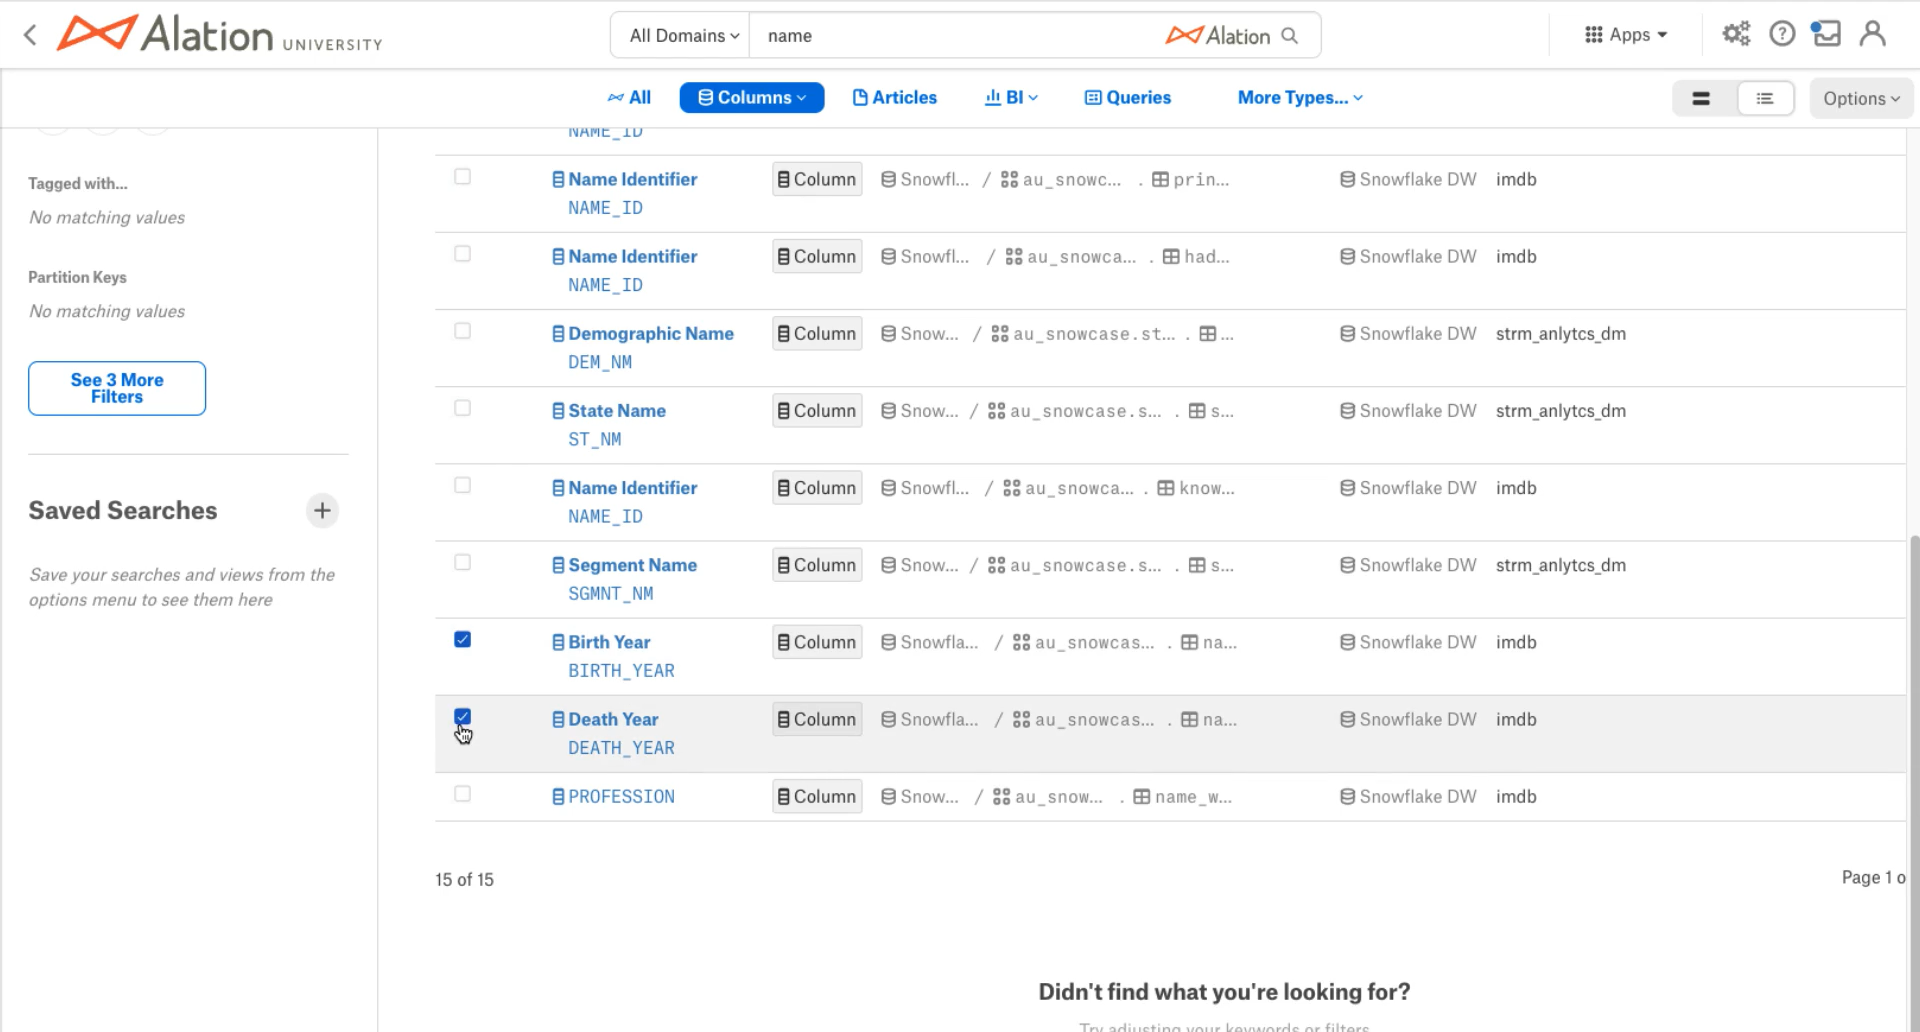 Alation UNIVERSITY
All Domains
name
Alation
Apps
All
Columns
Articles
BI
Queries
More Types...
Options
NAME_ID
Tagged with...
No matching values
Partition Keys
No matching values
See 3 More
Filters
Saved Searches
+
Save your searches and views from the
options menu to see them here
Name Identifier Column Snowfl... / au_snowc... . prin... Snowflake DW imdb
NAME_ID
Name Identifier Column Snowfl... / au_snowca... . had... Snowflake DW imdb
NAME_ID
Demographic Name Column Snow... / au_snowcase.st... . ... Snowflake DW strm_anlytcs_dm
DEM_NM
State Name Column Snow... / au_snowcase.s... . s... Snowflake DW strm_anlytcs_dm
ST_NM
Name Identifier Column Snowfl... / au_snowca... . know... Snowflake DW imdb
NAME_ID
Segment Name Column Snow... / au_snowcase.s... . s... Snowflake DW strm_anlytcs_dm
SGMNT_NM
Birth Year Column Snowfla... / au_snowcas... . na... Snowflake DW imdb
BIRTH_YEAR
Death Year Column Snowfla... / au_snowcas... . na... Snowflake DW imdb
DEATH_YEAR
PROFESSION Column Snow... / au_snow... . name_w... Snowflake DW imdb
15 of 15
Page 1 o
Didn't find what you're looking for?
Try adjusting your keywords or filters